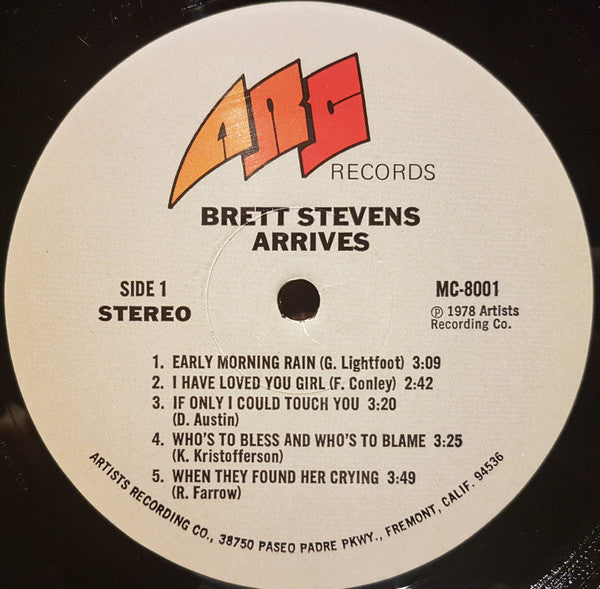 ARC
RECORDS
BRETT STEVENS
ARRIVES
SIDE 1
STEREO
MC-8001
℗ 1978 Artists
Recording Co.
1. EARLY MORNING RAIN (G. Lightfoot) 3:09
2. I HAVE LOVED YOU GIRL (F. Conley) 2:42
3. IF ONLY I COULD TOUCH YOU 3:20
(D. Austin)
4. WHO'S TO BLESS AND WHO'S TO BLAME 3:25
(K. Kristofferson)
5. WHEN THEY FOUND HER CRYING 3:49
(R. Farrow)
ARTISTS RECORDING CO., 38750 PASEO PADRE PKWY., FREMONT, CALIF. 94536